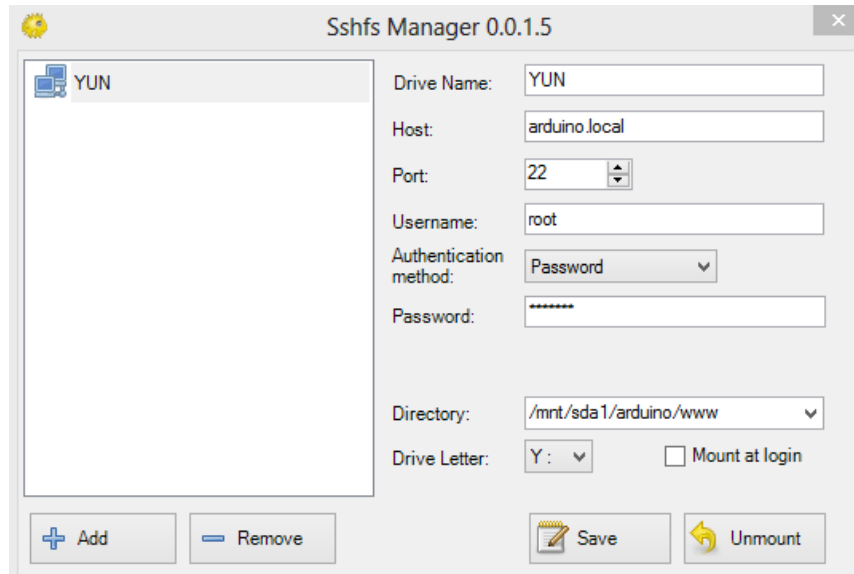 Sshfs Manager 0.0.1.5
YUN
Drive Name: YUN
Host: arduino.local
Port: 22
Username: root
Authentication
method: Password
Password: *******
Directory: /mnt/sda1/arduino/www
Drive Letter: Y : Mount at login
Add Remove Save Unmount